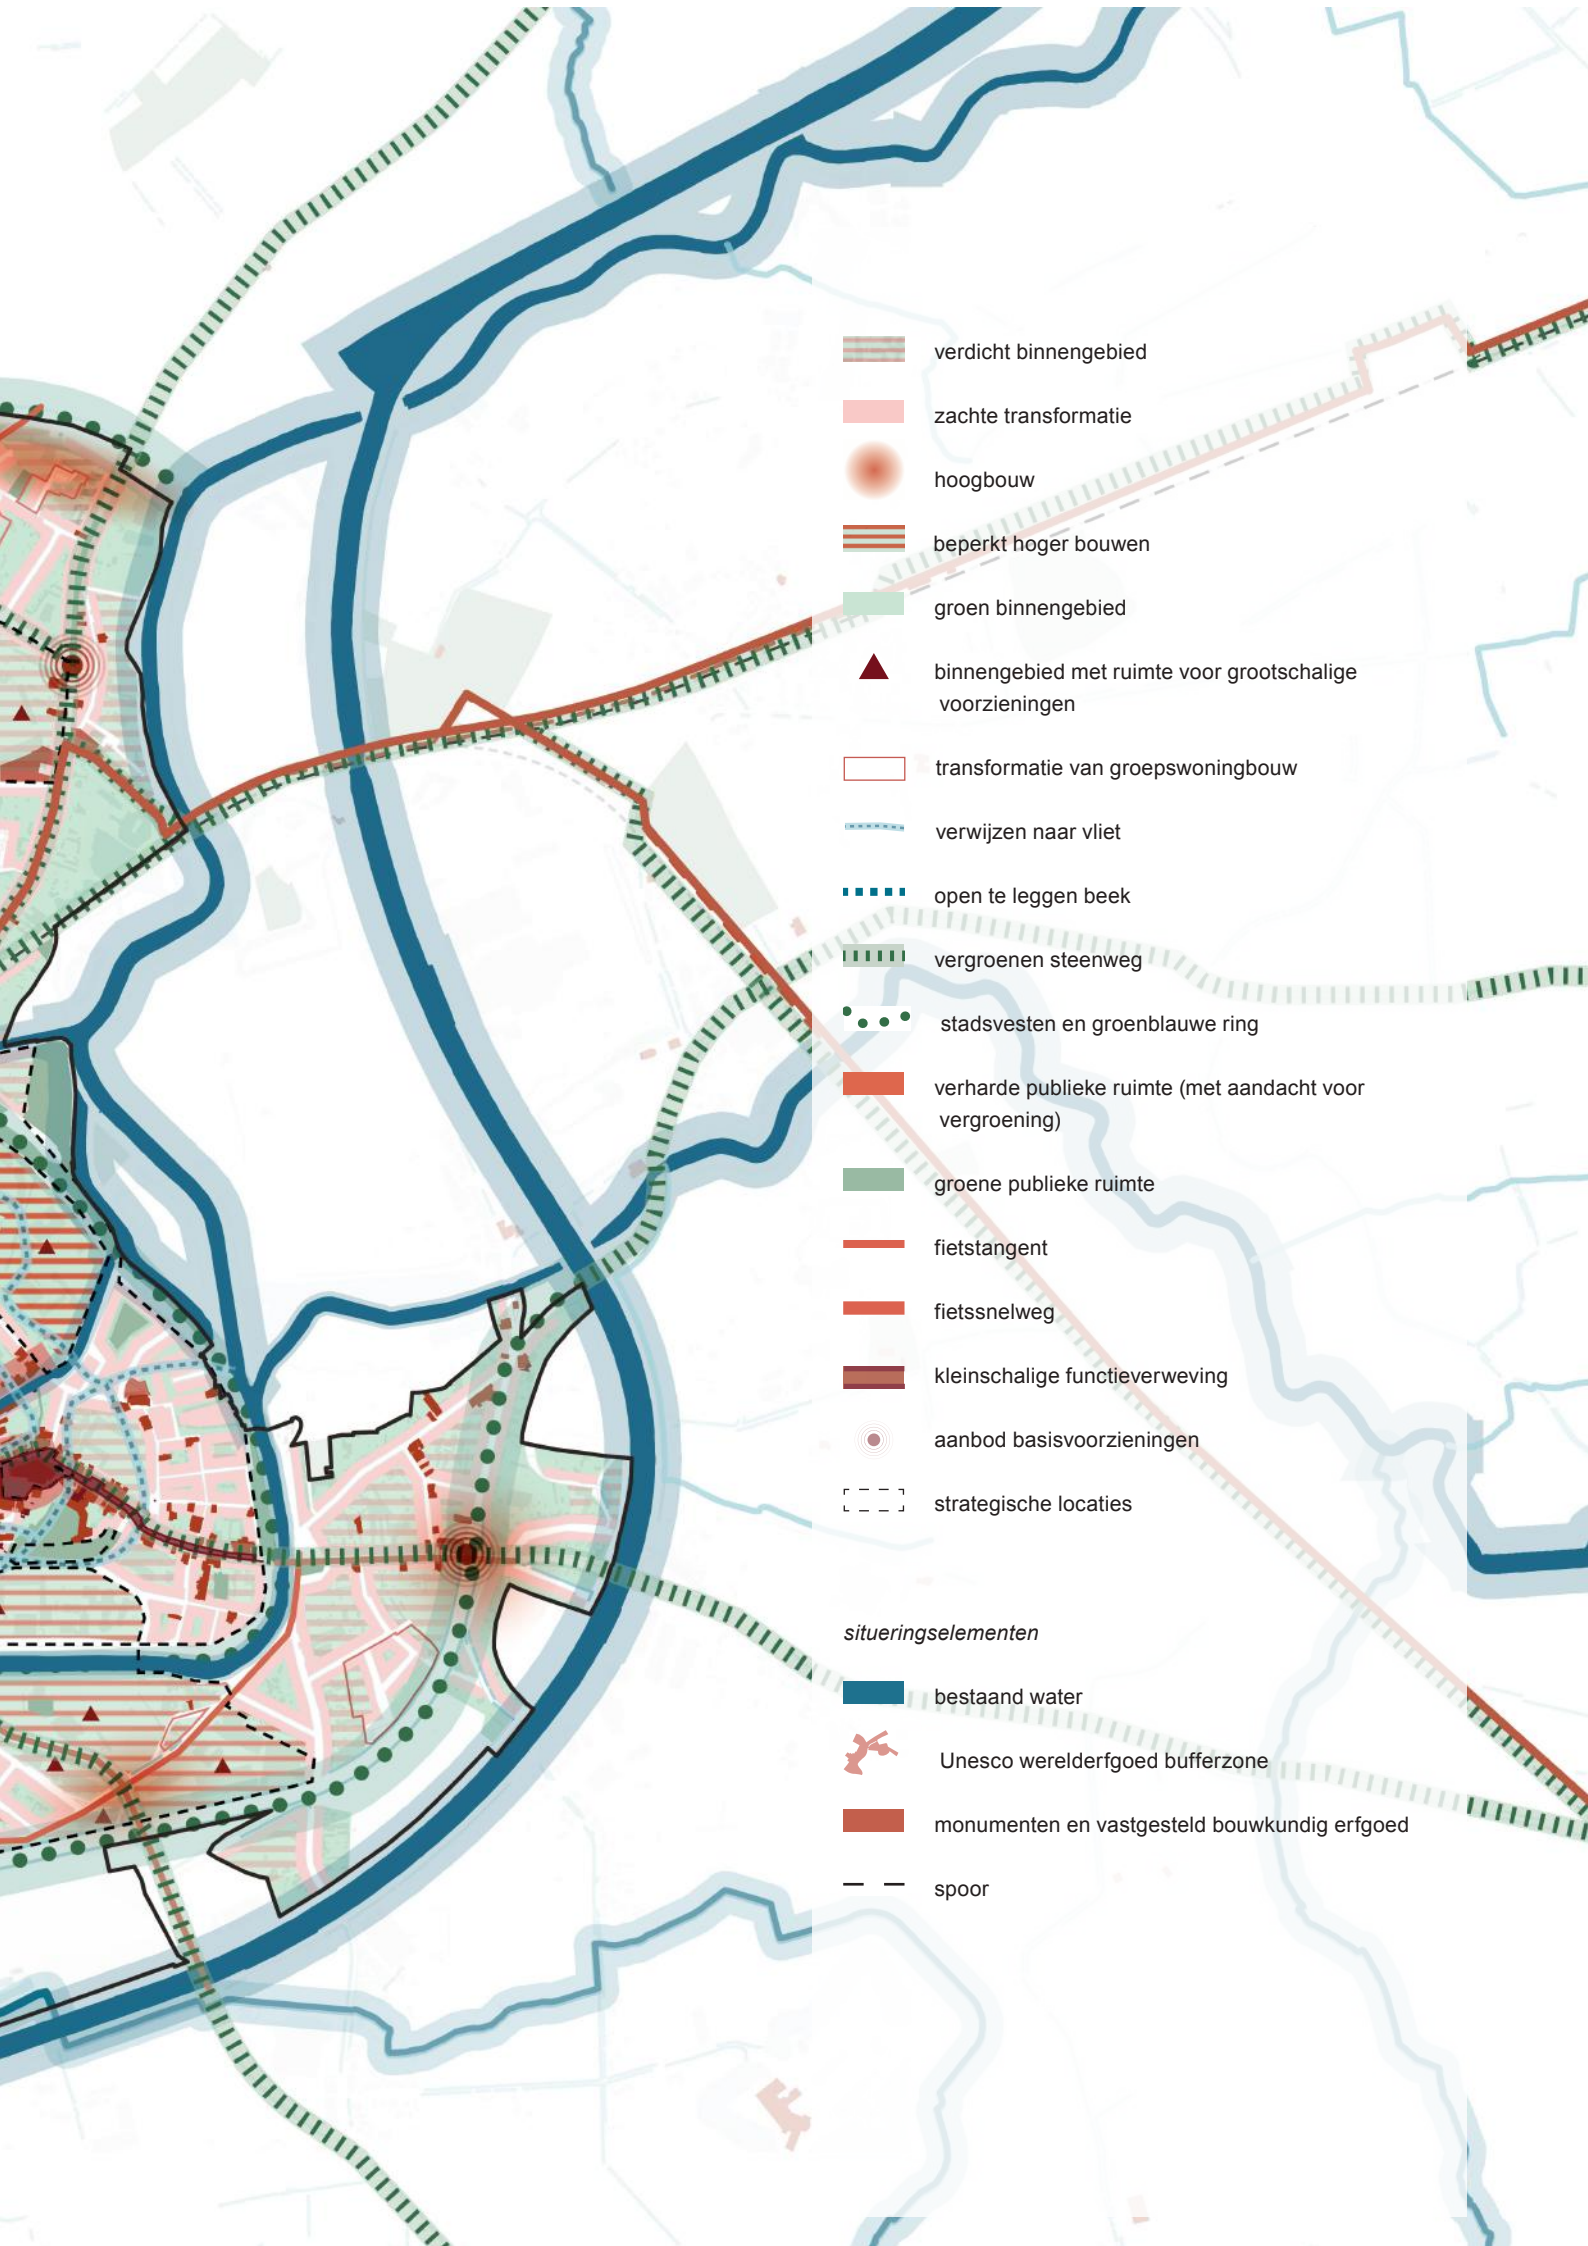 verdicht binnengebied
zachte transformatie
hoogbouw
beperkt hoger bouwen
groen binnengebied
binnengebied met ruimte voor grootschalige
voorzieningen
transformatie van groepswoningbouw
verwijzen naar vliet
open te leggen beek
vergroenen steenweg
stadsvesten en groenblauwe ring
verharde publieke ruimte (met aandacht voor
vergroening)
groene publieke ruimte
fietstangent
fietssnelweg
kleinschalige functieverweving
aanbod basisvoorzieningen
strategische locaties
situeringselementen
bestaand water
Unesco werelderfgoed bufferzone
monumenten en vastgesteld bouwkundig erfgoed
spoor